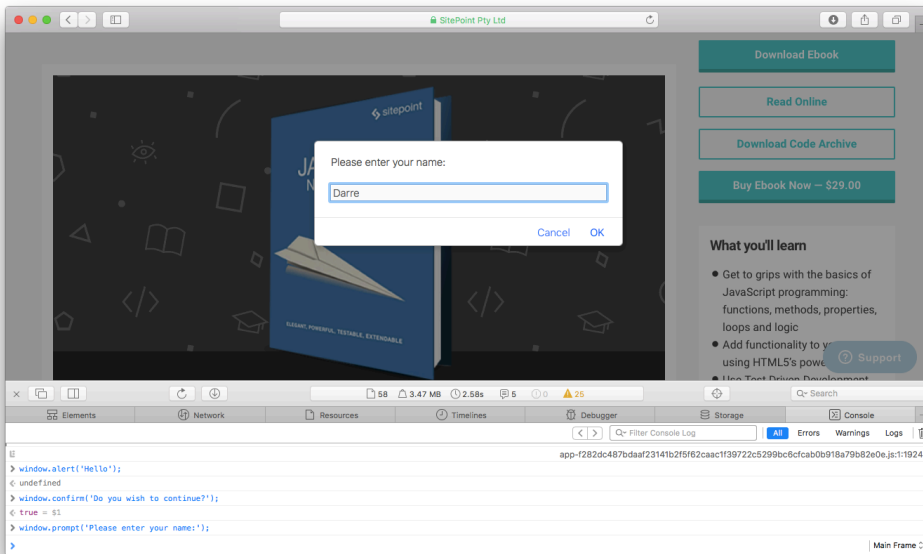 SitePoint Pty Ltd
Download Ebook
Read Online
Download Code Archive
Buy Ebook Now — $29.00
sitepoint
JA
N
ELEGANT, POWERFUL, TESTABLE, EXTENDABLE
Please enter your name:
Darre
Cancel OK
What you'll learn
Get to grips with the basics of
JavaScript programming:
functions, methods, properties,
loops and logic
Add functionality to
using HTML5's
Use Test Driven Development
Support
58 3.47 MB 2.58s 5 0 25
Search
Elements Network Resources Timelines Debugger Storage Console
Filter Console Log All Errors Warnings Logs
E
app-f282dc487bdaaf23141b2f5f62caac1f39722c5299bc6cfcab0b918a79b82e0e.js:1:1924
> window.alert('Hello');
< undefined
> window.confirm('Do you wish to continue?');
< true = $1
> window.prompt('Please enter your name:');
>
Main Frame